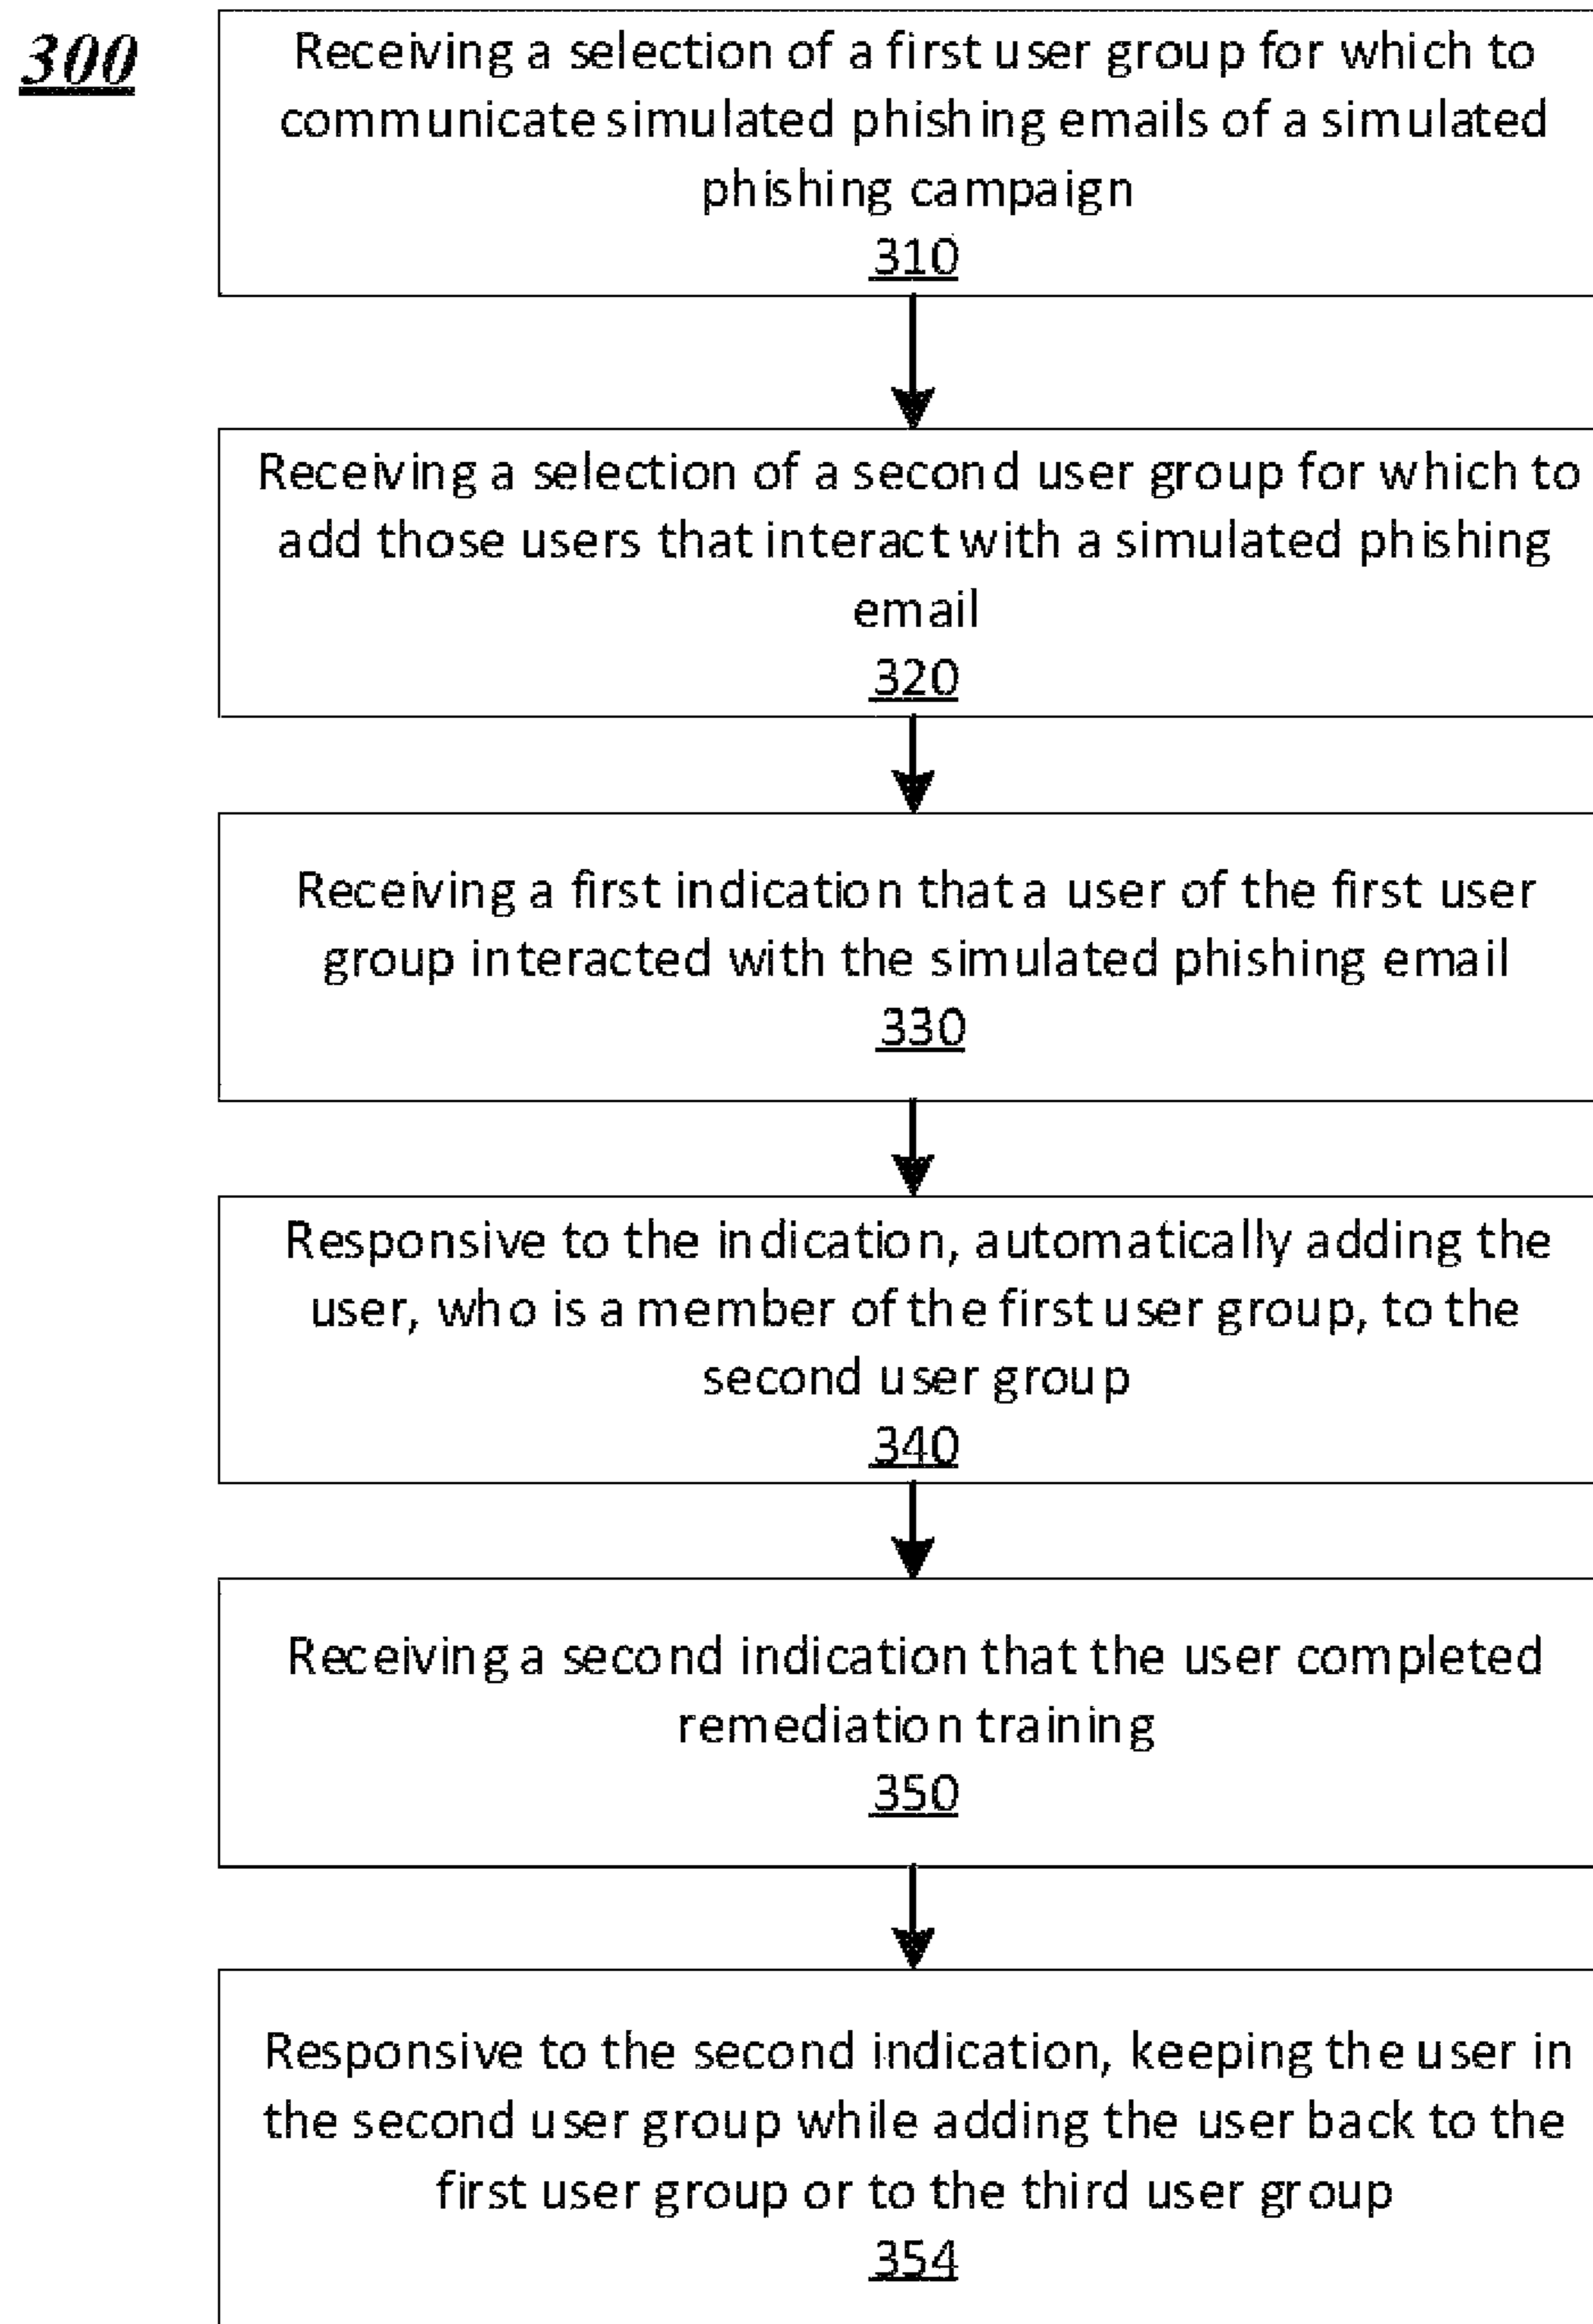 300
Receiving a selection of a first user group for which to
communicate simulated phishing emails of a simulated
phishing campaign
310
Receiving a selection of a second user group for which to
add those users that interact with a simulated phishing
email
320
Receiving a first indication that a user of the first user
group interacted with the simulated phishing email
330
Responsive to the indication, automatically adding the
user, who is a member of the first user group, to the
second user group
340
Receiving a second indication that the user completed
remediation training
350
Responsive to the second indication, keeping the user in
the second user group while adding the user back to the
first user group or to the third user group
354